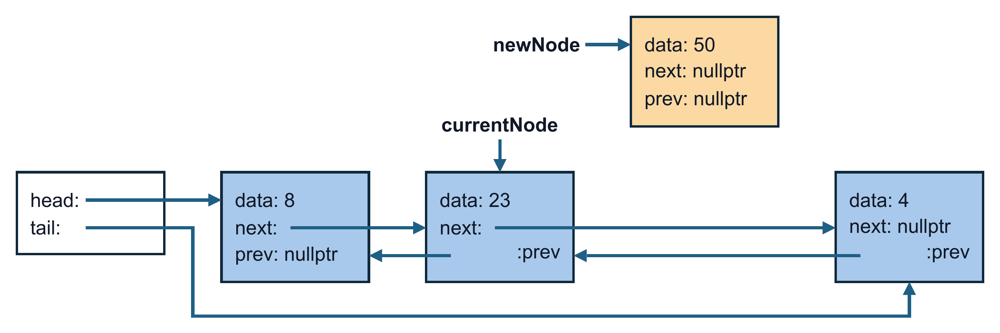 newNode
data: 50
next: nullptr
prev: nullptr
currentNode
head:
tail:
data: 8
next:
prev: nullptr
data: 23
next:
:prev
data: 4
next: nullptr
:prev